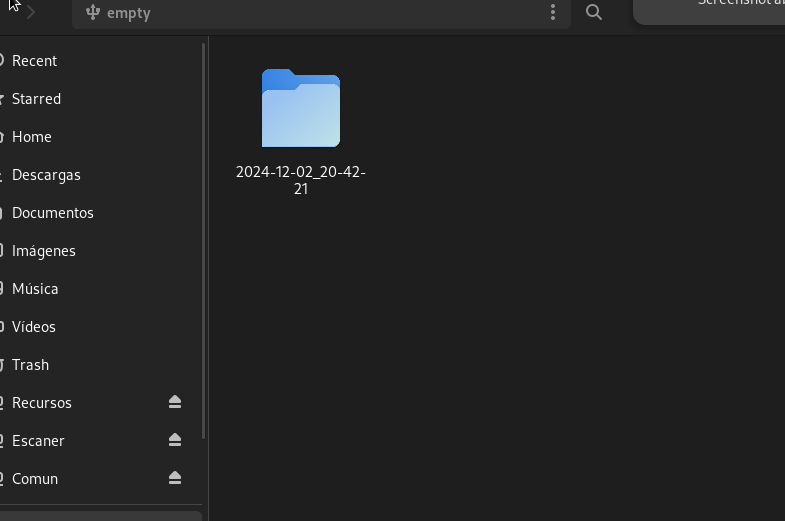 empty
Recent
Starred
Home
Descargas
Documentos
Imágenes
Música
Vídeos
Trash
Recursos
Escaner
Comun
2024-12-02_20-42-
21
Screenshot